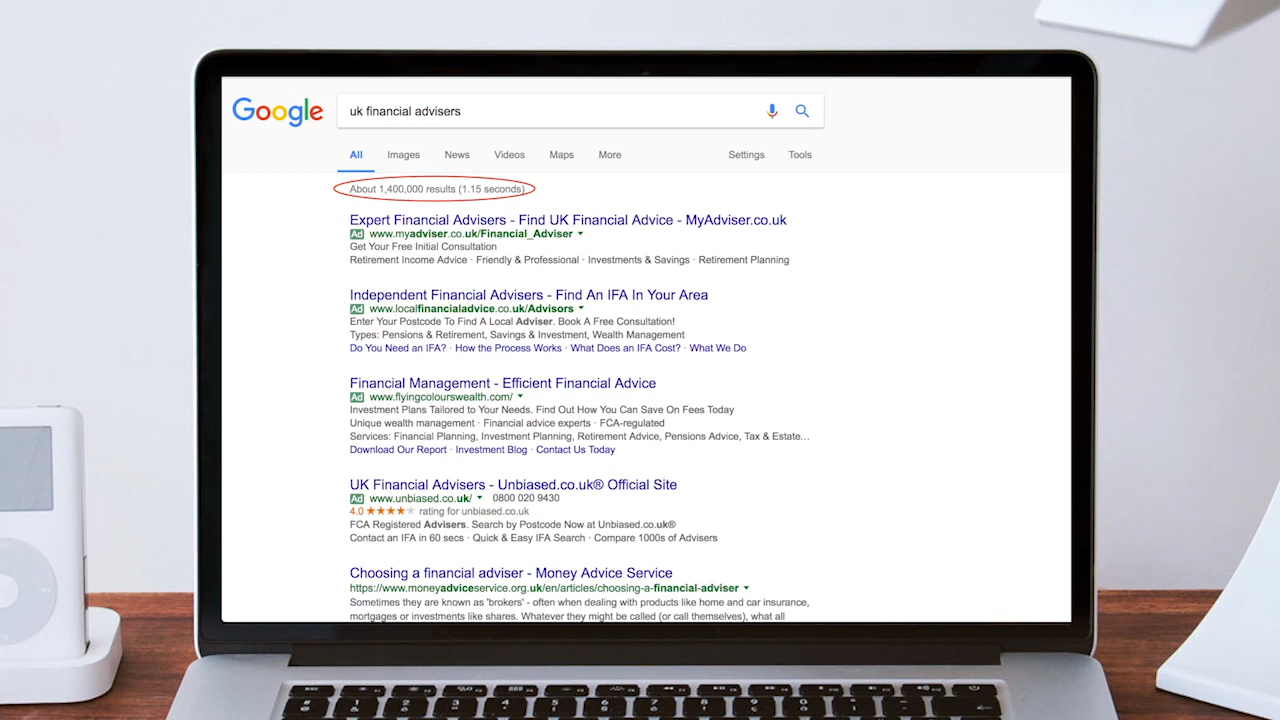 Google
uk financial advisers
All Images News Videos Maps More Settings Tools
About 1,400,000 results (1.15 seconds)
Expert Financial Advisers - Find UK Financial Advice - MyAdviser.co.uk
Ad www.myadviser.co.uk/Financial_Adviser
Get Your Free Initial Consultation
Retirement Income Advice · Friendly & Professional · Investments & Savings · Retirement Planning
Independent Financial Advisers - Find An IFA In Your Area
Ad www.localfinancialadvice.co.uk/Advisors
Enter Your Postcode To Find A Local Adviser. Book A Free Consultation!
Types: Pensions & Retirement, Savings & Investment, Wealth Management
Do You Need an IFA? · How the Process Works · What Does an IFA Cost? · What We Do
Financial Management - Efficient Financial Advice
Ad www.flyingcolourswealth.com/
Investment Plans Tailored to Your Needs. Find Out How You Can Save On Fees Today
Unique wealth management · Financial advice experts · FCA-regulated
Services: Financial Planning, Investment Planning, Retirement Advice, Pensions Advice, Tax & Estate…
Download Our Report · Investment Blog · Contact Us Today
UK Financial Advisers - Unbiased.co.uk® Official Site
Ad www.unbiased.co.uk/ 0800 020 9430
4.0 ★★★★★ rating for unbiased.co.uk
FCA Registered Advisers. Search by Postcode Now at Unbiased.co.uk®
Contact an IFA in 60 secs · Quick & Easy IFA Search · Compare 1000s of Advisers
Choosing a financial adviser - Money Advice Service
https://www.moneyadviceservice.org.uk/en/articles/choosing-a-financial-adviser
Sometimes they are known as 'brokers' - often when dealing with products like home and car insurance,
mortgages or investments like shares. Whatever they might be called (or call themselves), what all